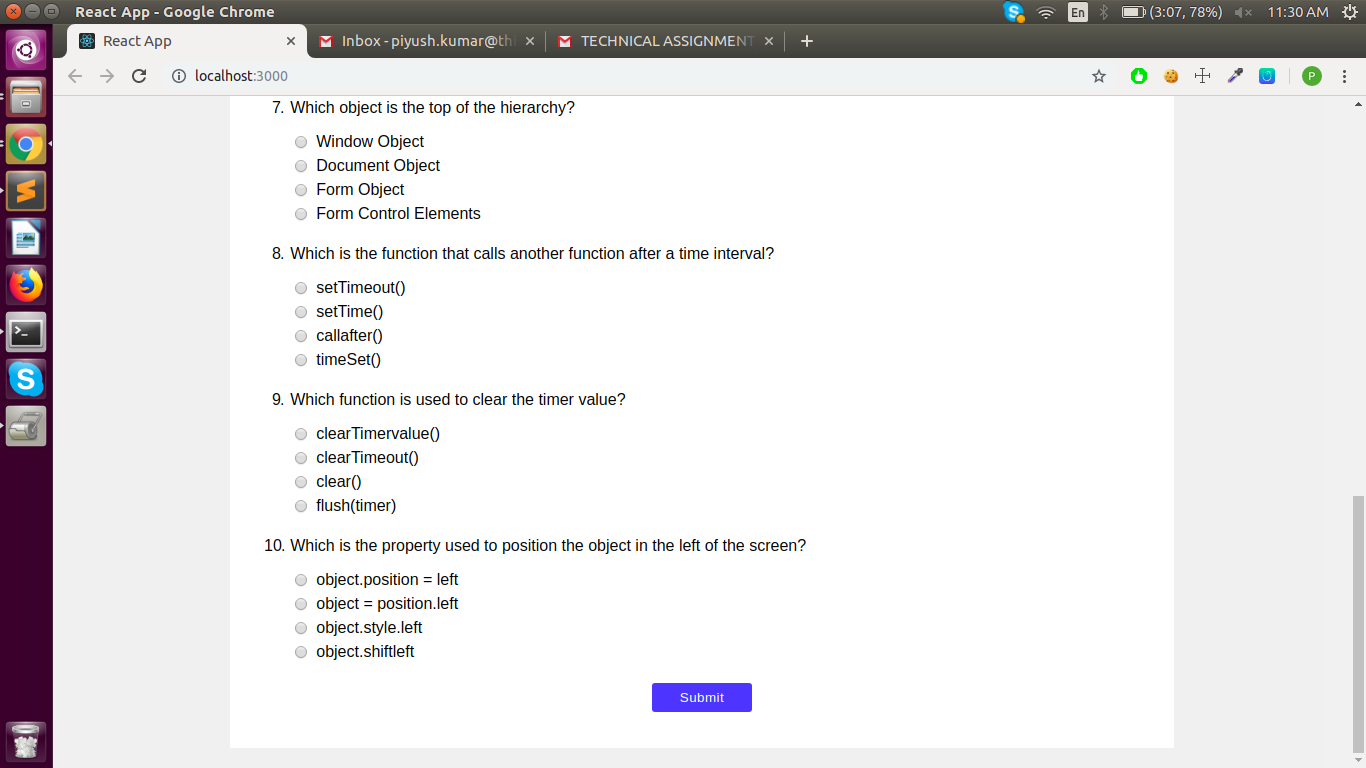 React App - Google Chrome
En
(3:07, 78%)
11:30 AM
React App
Inbox - piyush.kumar@th
TECHNICAL ASSIGNMENT
localhost:3000
P
7. Which object is the top of the hierarchy?
Window Object
Document Object
Form Object
Form Control Elements
8. Which is the function that calls another function after a time interval?
setTimeout()
setTime()
callafter()
timeSet()
9. Which function is used to clear the timer value?
clearTimervalue()
clearTimeout()
clear()
flush(timer)
10. Which is the property used to position the object in the left of the screen?
object.position = left
object = position.left
object.style.left
object.shiftleft
Submit